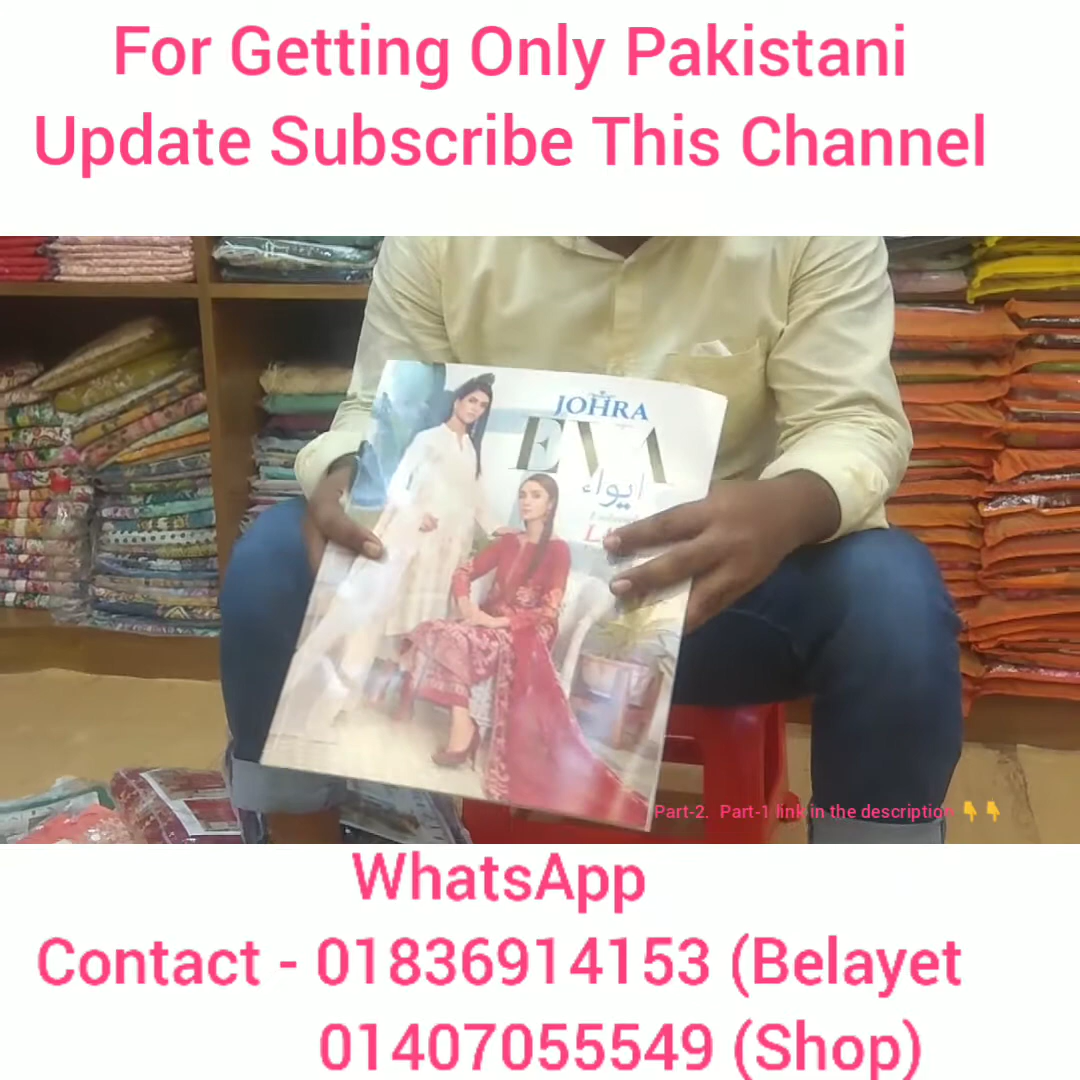 For Getting Only Pakistani
Update Subscribe This Channel
JOHRA
EVA
ايواء
Part-2. Part-1 link in the description 👇👇
WhatsApp
Contact - 01836914153 (Belayet
01407055549 (Shop)